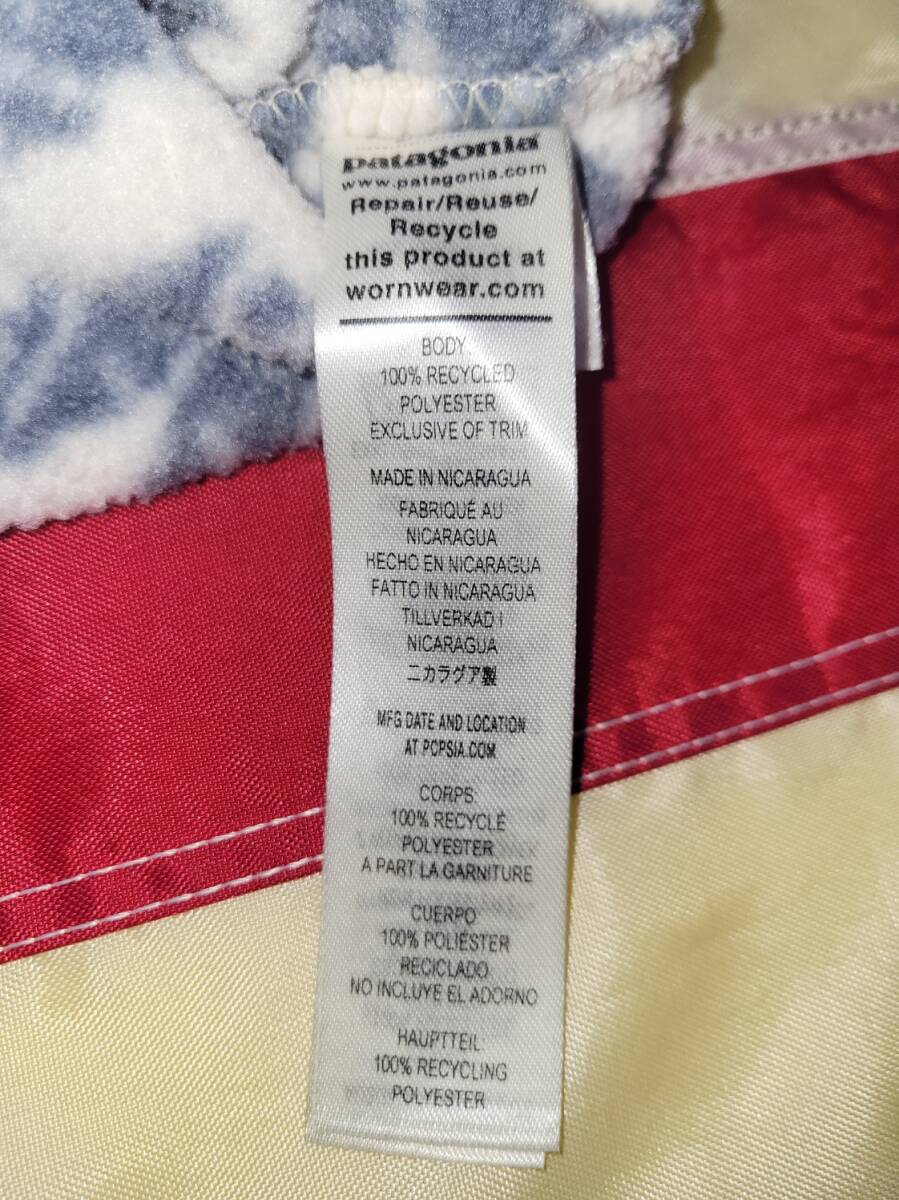 patagonia
www.patagonia.com
Repair/Reuse/
Recycle
this product at
wornwear.com
BODY
100% RECYCLED
POLYESTER
EXCLUSIVE OF TRIM
MADE IN NICARAGUA
FABRIQUÉ AU
NICARAGUA
HECHO EN NICARAGUA
FATTO IN NICARAGUA
TILLVERKAD I
NICARAGUA
ニカラグア製
MFG DATE AND LOCATION
AT PCPSIA.COM
CORPS
100% RECYCLÉ
POLYESTER
A PART LA GARNITURE
CUERPO
100% POLIÉSTER
RECICLADO
NO INCLUYE EL ADORNO
HAUPTTEIL
100% RECYCLING
POLYESTER